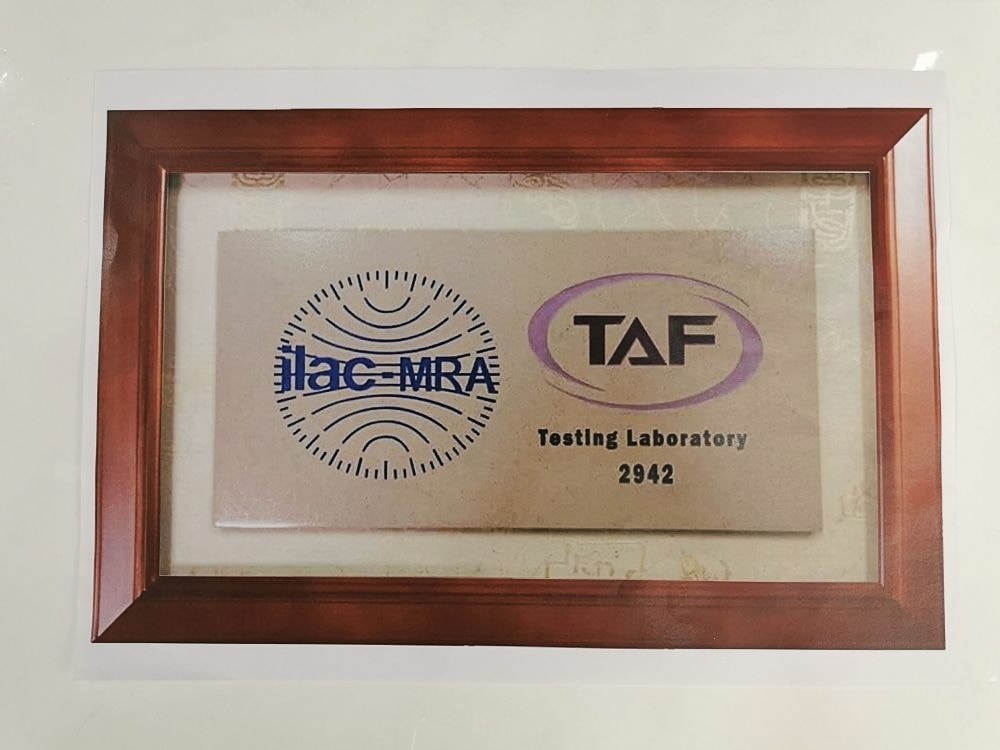 ilac-MRA
TAF
Testing Laboratory
2942